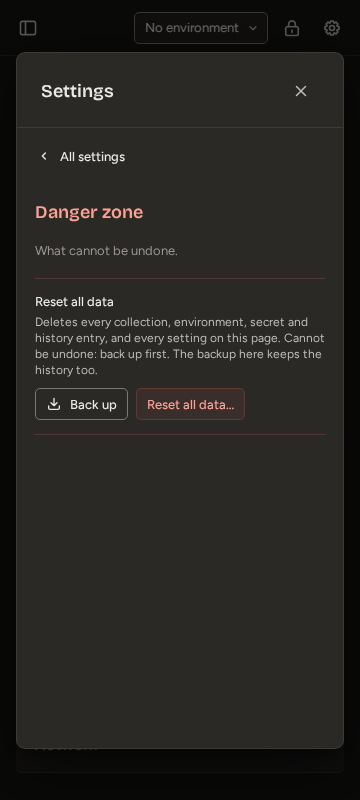 No environment
Settings
All settings
Danger zone
What cannot be undone.
Reset all data
Deletes every collection, environment, secret and
history entry, and every setting on this page. Cannot
be undone: back up first. The backup here keeps the
history too.
Back up
Reset all data...